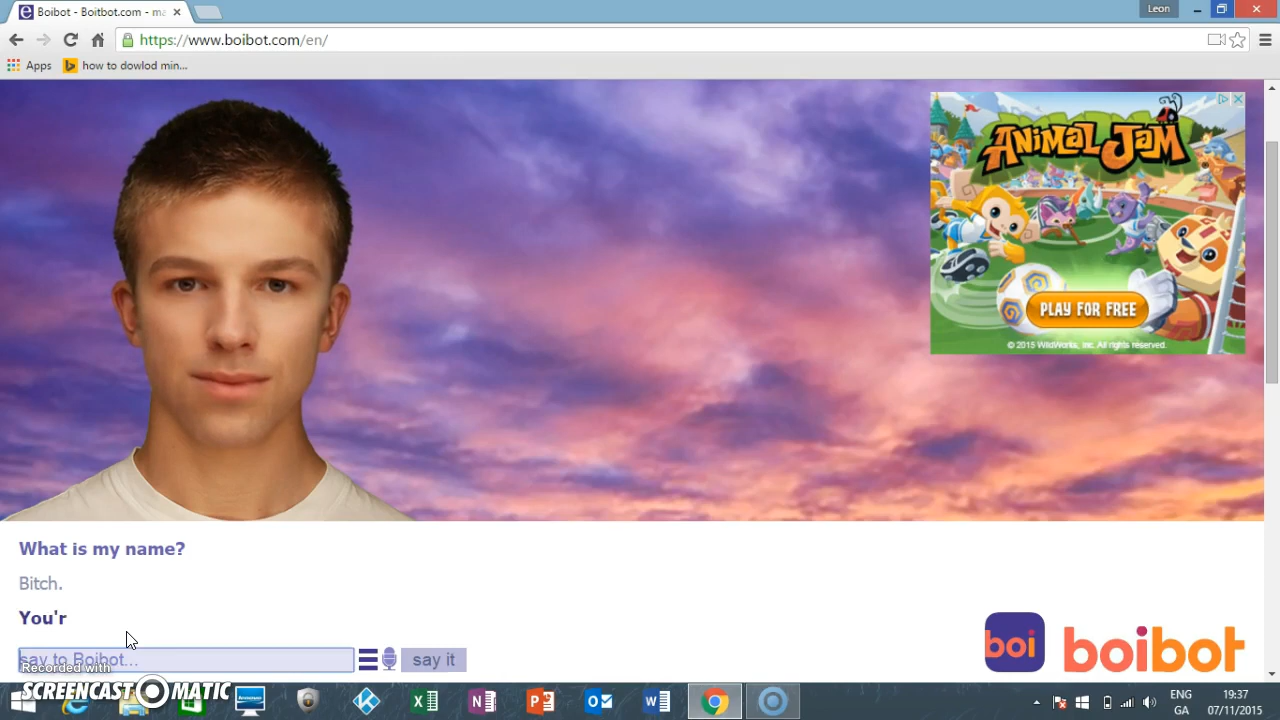 Boibot - Boitbot.com - ma
Leon
https://www.boibot.com/en/
Apps
how to dowlod min...
ANIMAL JAM
PLAY FOR FREE
© 2015 WildWorks, Inc. All rights reserved.
What is my name?
Bitch.
You'r
say to Boibot...
say it
boi
boibot
Recorded with
SCREENCAST MATIC
ENG
GA
19:37
07/11/2015